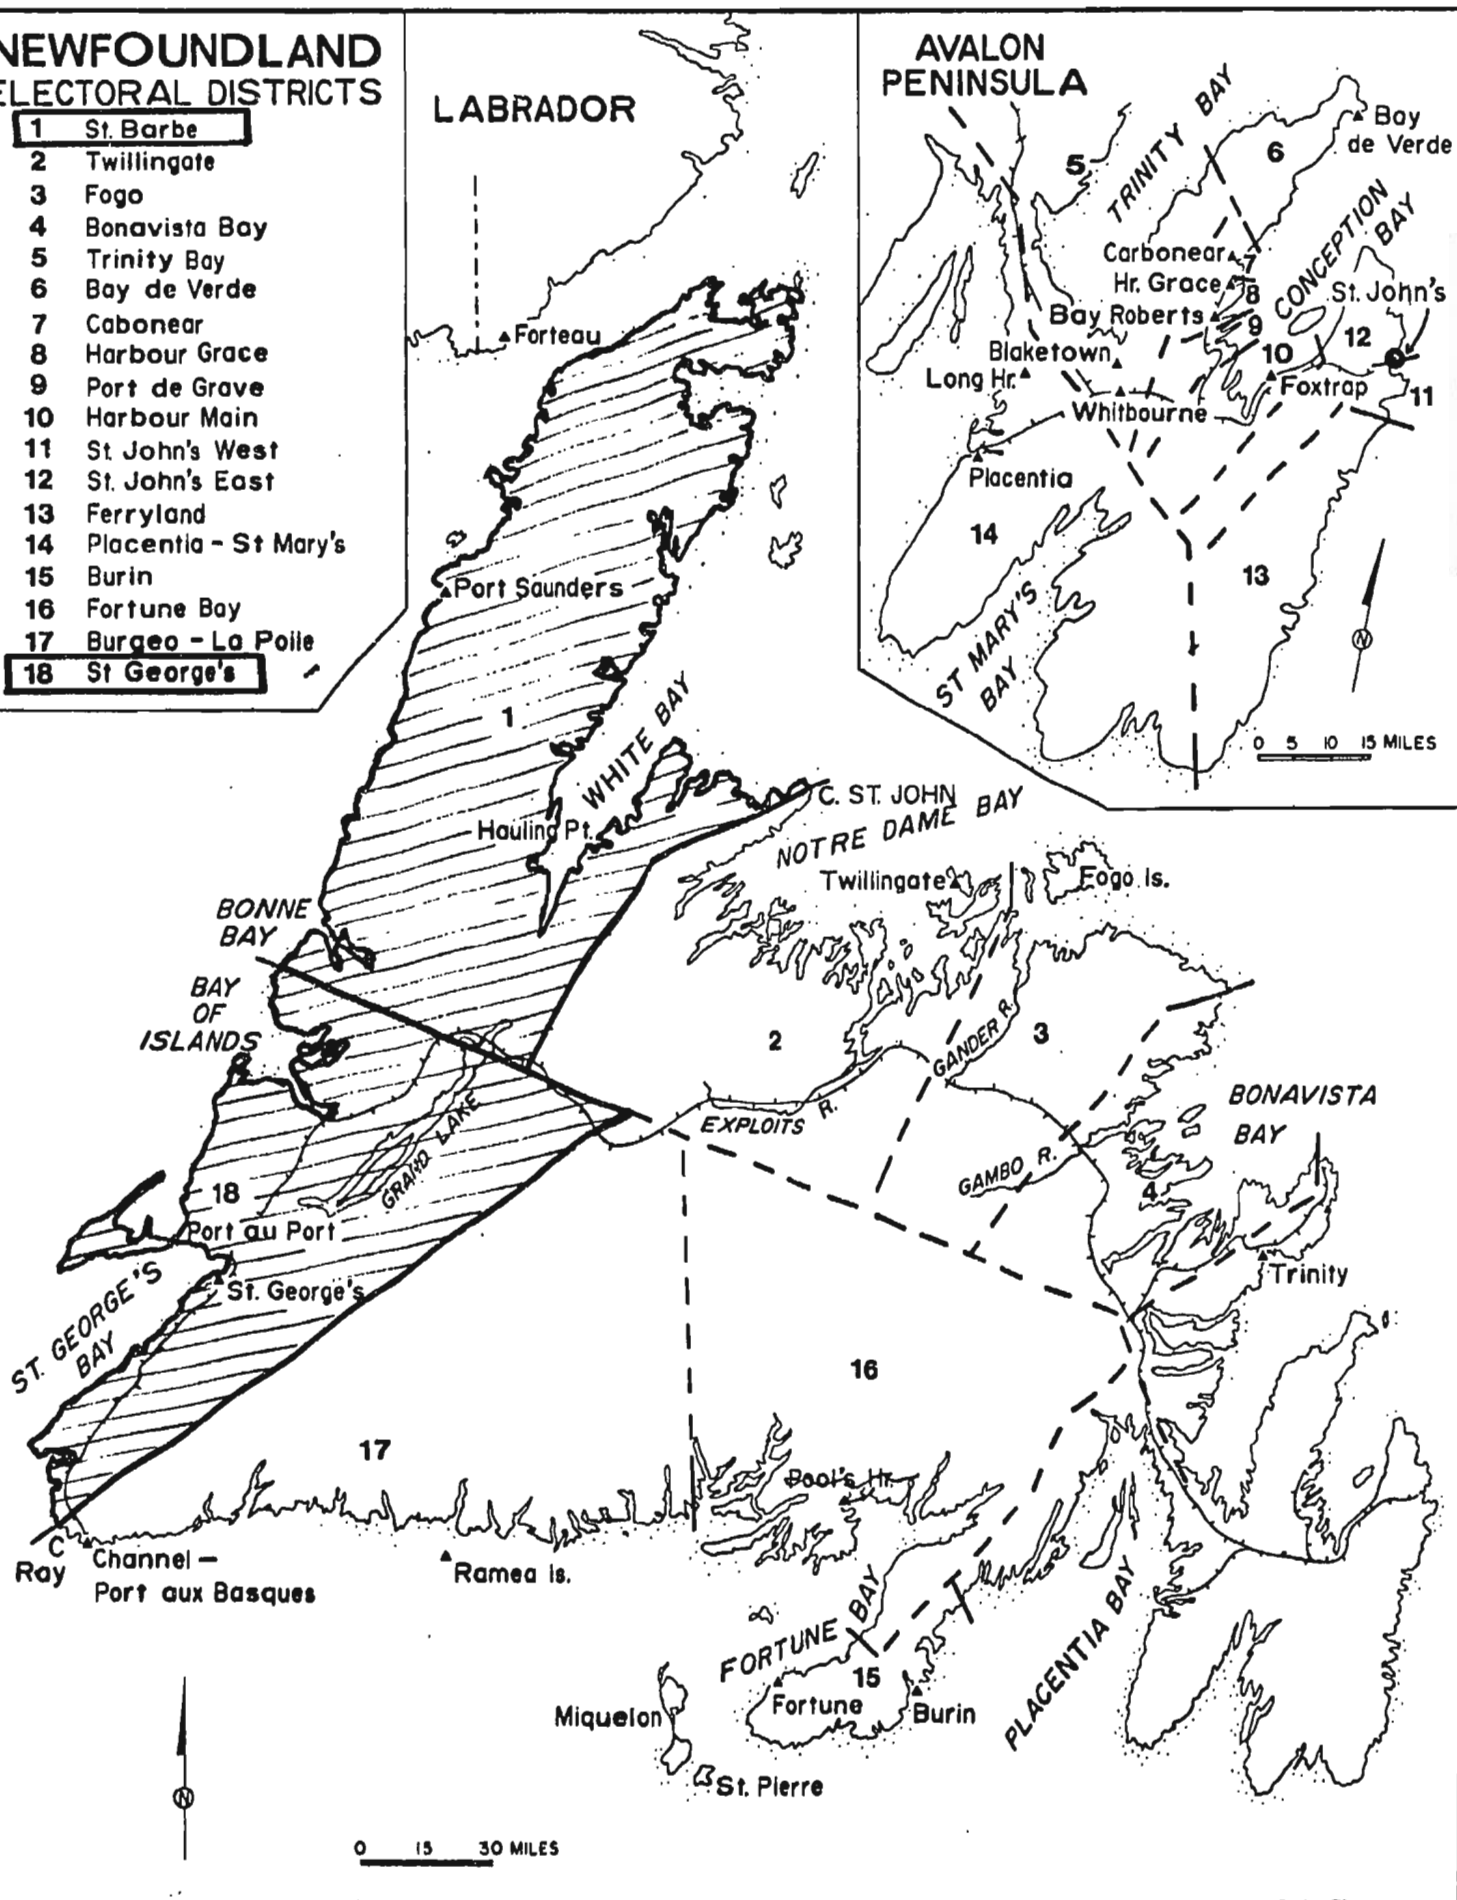 NEWFOUNDLAND
ELECTORAL DISTRICTS
1 St. Barbe
2 Twillingate
3 Fogo
4 Bonavista Bay
5 Trinity Bay
6 Bay de Verde
7 Cabonear
8 Harbour Grace
9 Port de Grave
10 Harbour Main
11 St. John's West
12 St. John's East
13 Ferryland
14 Placentia - St Mary's
15 Burin
16 Fortune Bay
17 Burgeo - La Poile
18 St George's
LABRADOR
Forteau
Port Saunders
1
WHITE BAY
Hauling Pt.
C. ST. JOHN
NOTRE DAME BAY
Twillingate
Fogo Is.
BONNE
BAY
BAY
OF
ISLANDS
2
GANDER R.
3
EXPLOITS R.
GRAND LAKE
BONAVISTA
BAY
GAMBO R.
4
18
Port au Port
St. George's
ST. GEORGE'S
BAY
Trinity
16
17
Pool's Hr.
C
Ray
Channel -
Port aux Basques
Ramea Is.
FORTUNE BAY
15
Fortune
Burin
PLACENTIA BAY
Miquelon
St. Pierre
N
0 15 30 MILES
AVALON
PENINSULA
TRINITY BAY
5
6
Bay
de Verde
CONCEPTION
BAY
Carbonear
7
Hr. Grace
8
St. John's
Bay Roberts
9
12
Blaketown
10
Long Hr.
Foxtrap
11
Whitbourne
Placentia
14
13
ST MARY'S
BAY
N
0 5 10 15 MILES